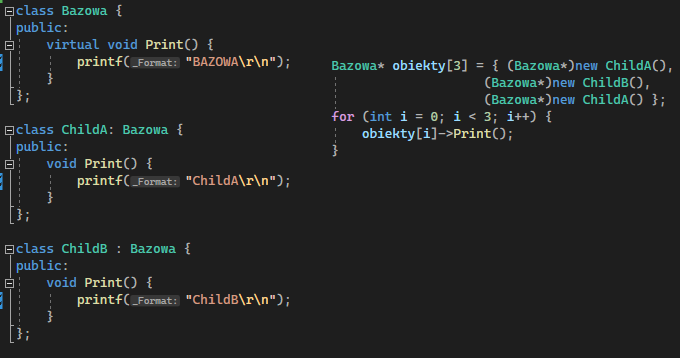 class Bazowa {
public:
    virtual void Print() {
        printf(_Format: "BAZOWA\r\n");
    }
};
class ChildA: Bazowa {
public:
    void Print() {
        printf(_Format: "ChildA\r\n");
    }
};
class ChildB : Bazowa {
public:
    void Print() {
        printf(_Format: "ChildB\r\n");
    }
};
Bazowa* obiekty[3] = { (Bazowa*)new ChildA(),
                    (Bazowa*)new ChildB(),
                    (Bazowa*)new ChildA() };
for (int i = 0; i < 3; i++) {
    obiekty[i]->Print();
}